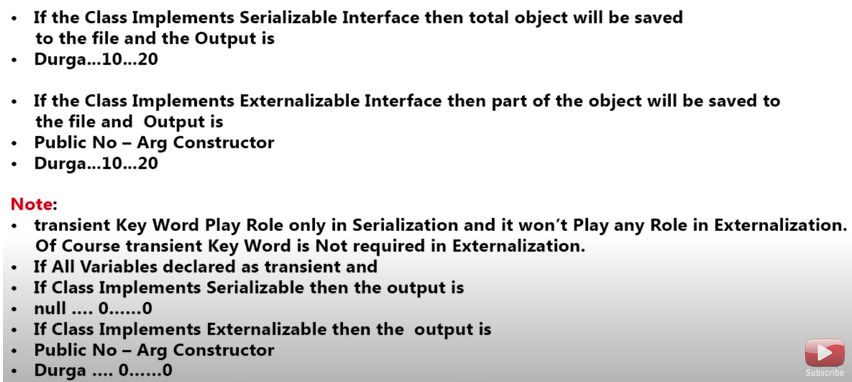 • If the Class Implements Serializable Interface then total object will be saved
to the file and the Output is
• Durga...10...20
• If the Class Implements Externalizable Interface then part of the object will be saved to
the file and Output is
• Public No – Arg Constructor
• Durga...10...20
Note:
• transient Key Word Play Role only in Serialization and it won't Play any Role in Externalization.
Of Course transient Key Word is Not required in Externalization.
• If All Variables declared as transient and
• If Class Implements Serializable then the output is
• null .... 0......0
• If Class Implements Externalizable then the output is
• Public No – Arg Constructor
• Durga .... 0......0
Subscribe